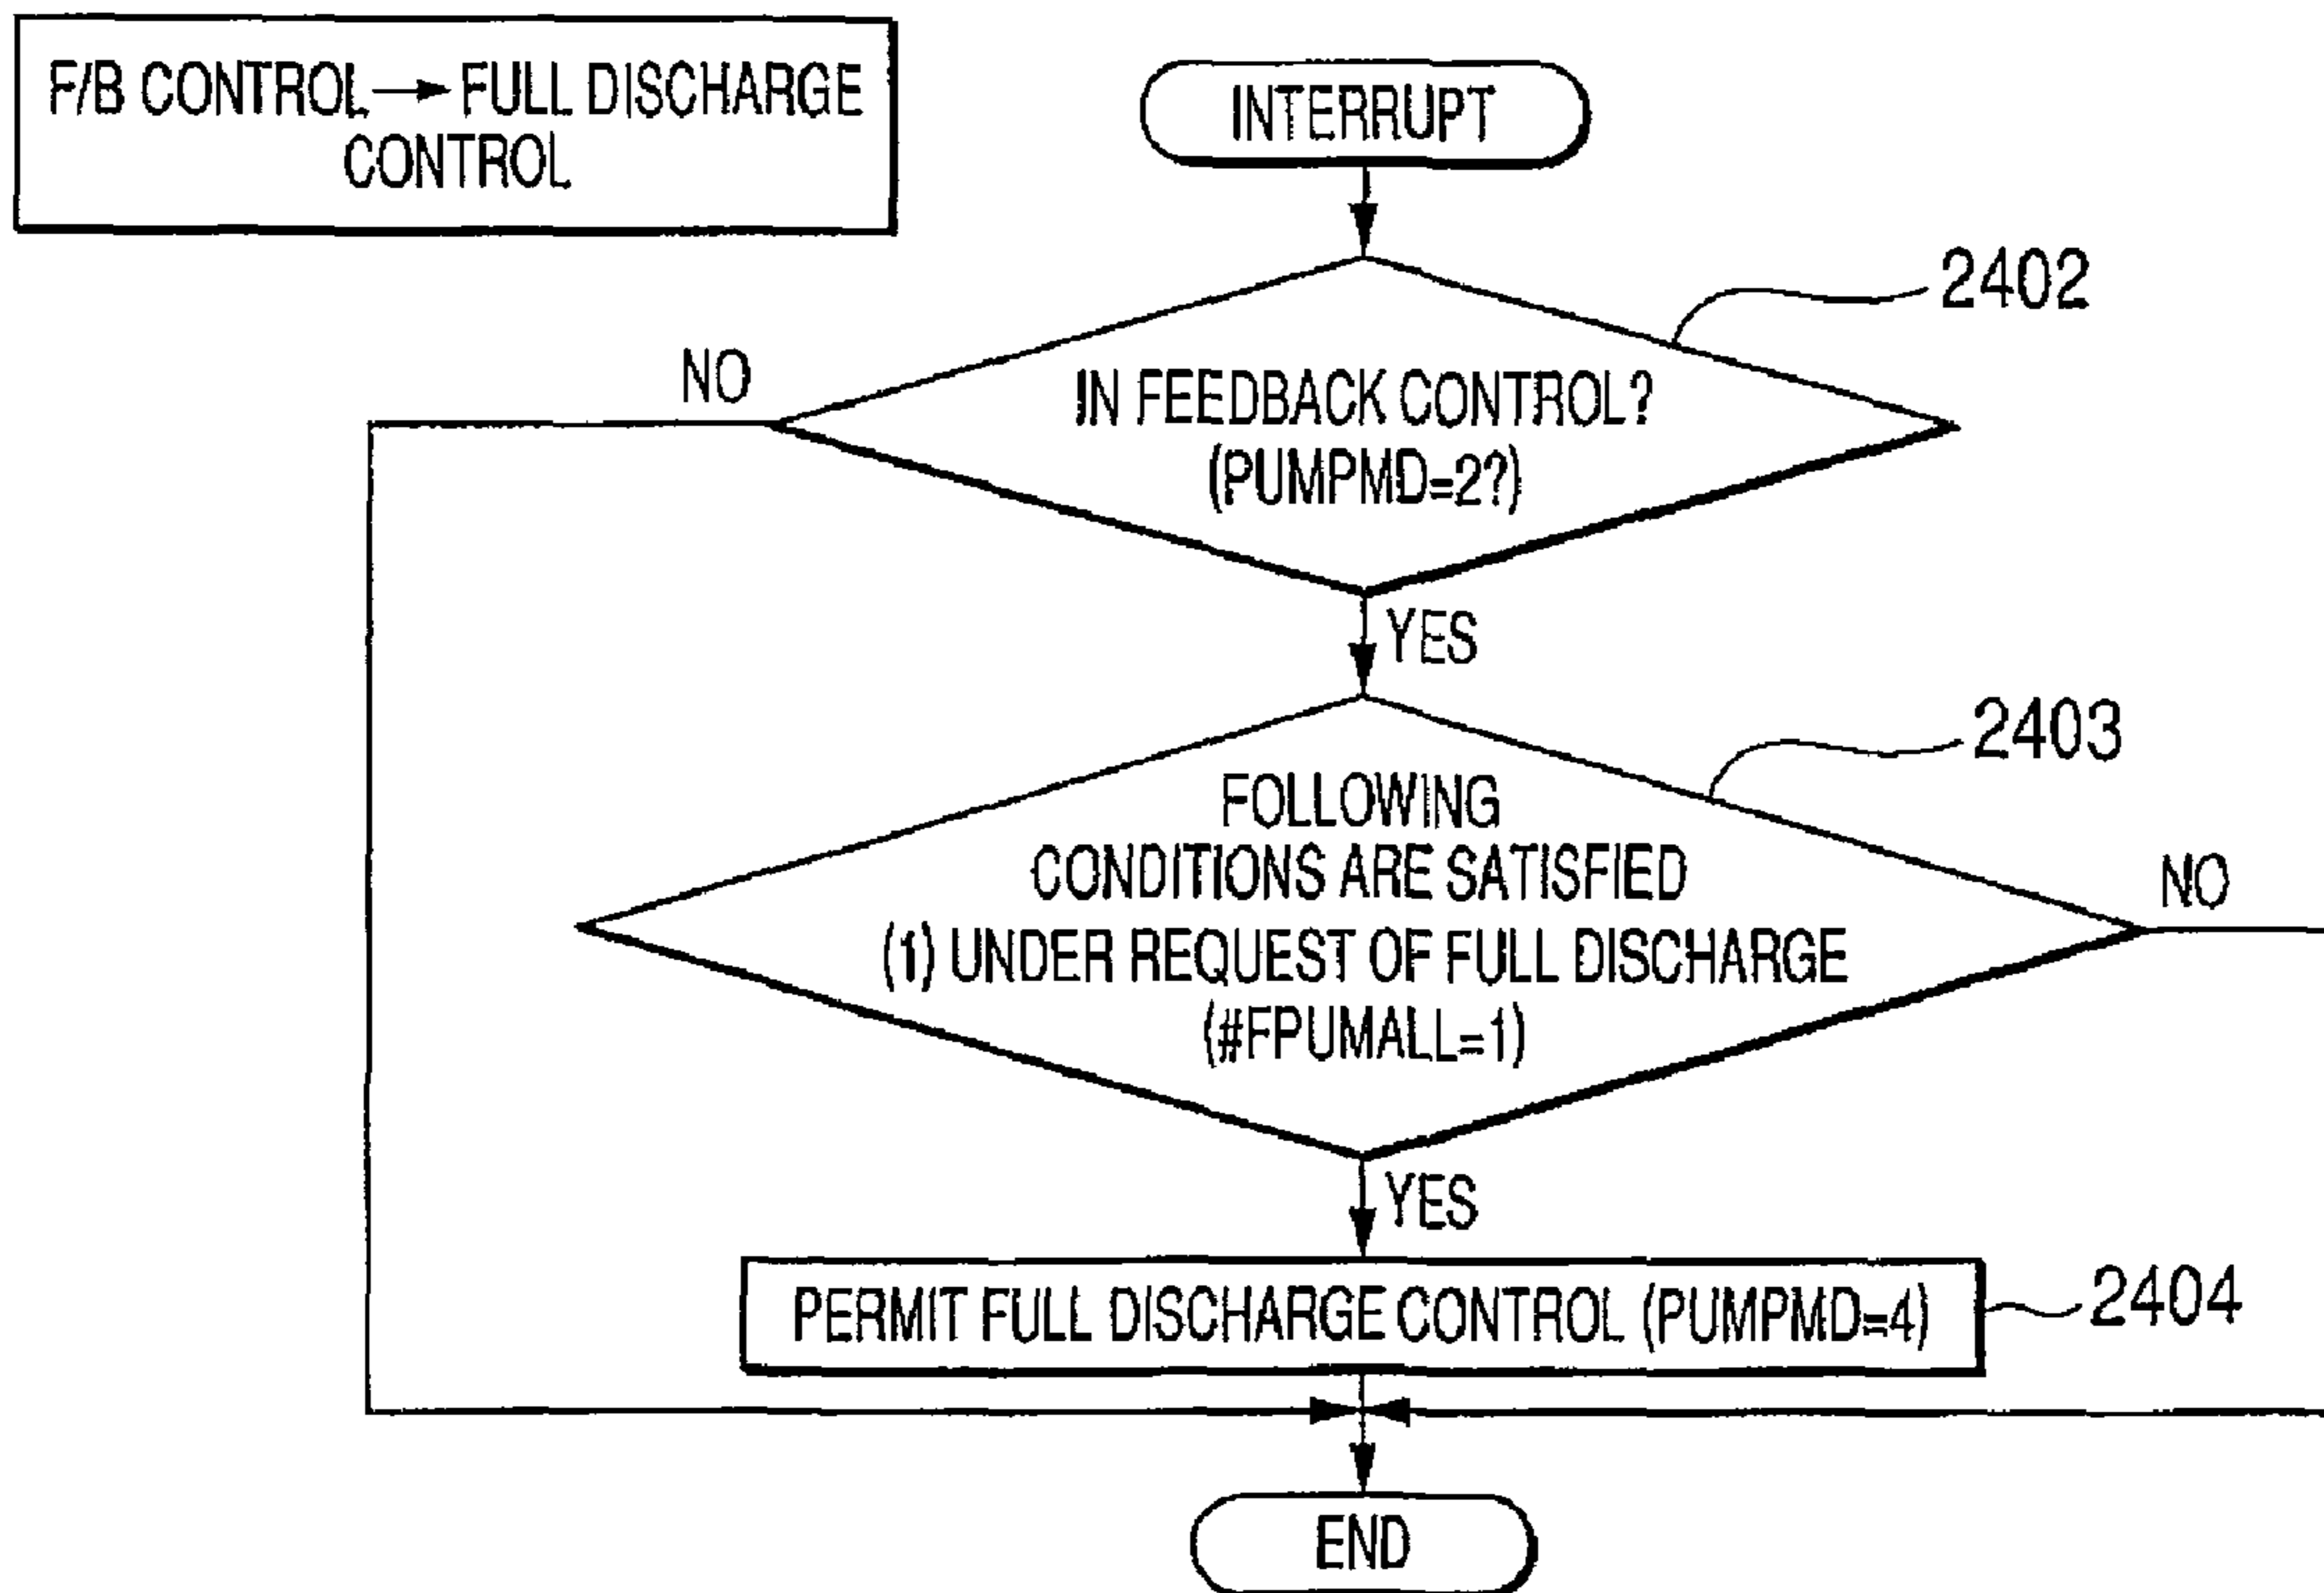 F/B CONTROL → FULL DISCHARGE
CONTROL
INTERRUPT
2402
NO
IN FEEDBACK CONTROL?
(PUMPMD=2?)
YES
2403
FOLLOWING
CONDITIONS ARE SATISFIED
(1) UNDER REQUEST OF FULL DISCHARGE
(#FPUMALL=1)
NO
YES
PERMIT FULL DISCHARGE CONTROL (PUMPMD=4)
2404
END